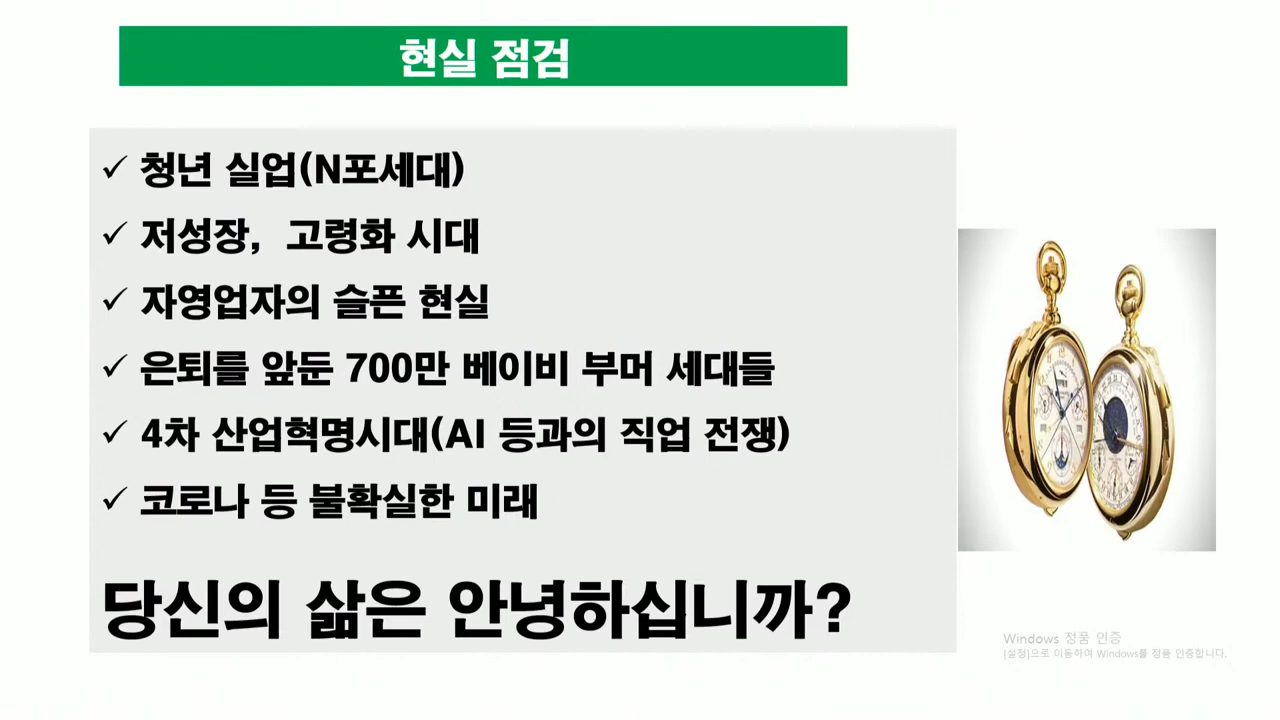 현실 점검
✓ 청년 실업(N포세대)
✓ 저성장, 고령화 시대
✓ 자영업자의 슬픈 현실
✓ 은퇴를 앞둔 700만 베이비 부머 세대들
✓ 4차 산업혁명시대(AI 등과의 직업 전쟁)
✓ 코로나 등 불확실한 미래
당신의 삶은 안녕하십니까?
Windows 정품 인증
[설정]으로 이동하여 Windows를 정품 인증합니다.